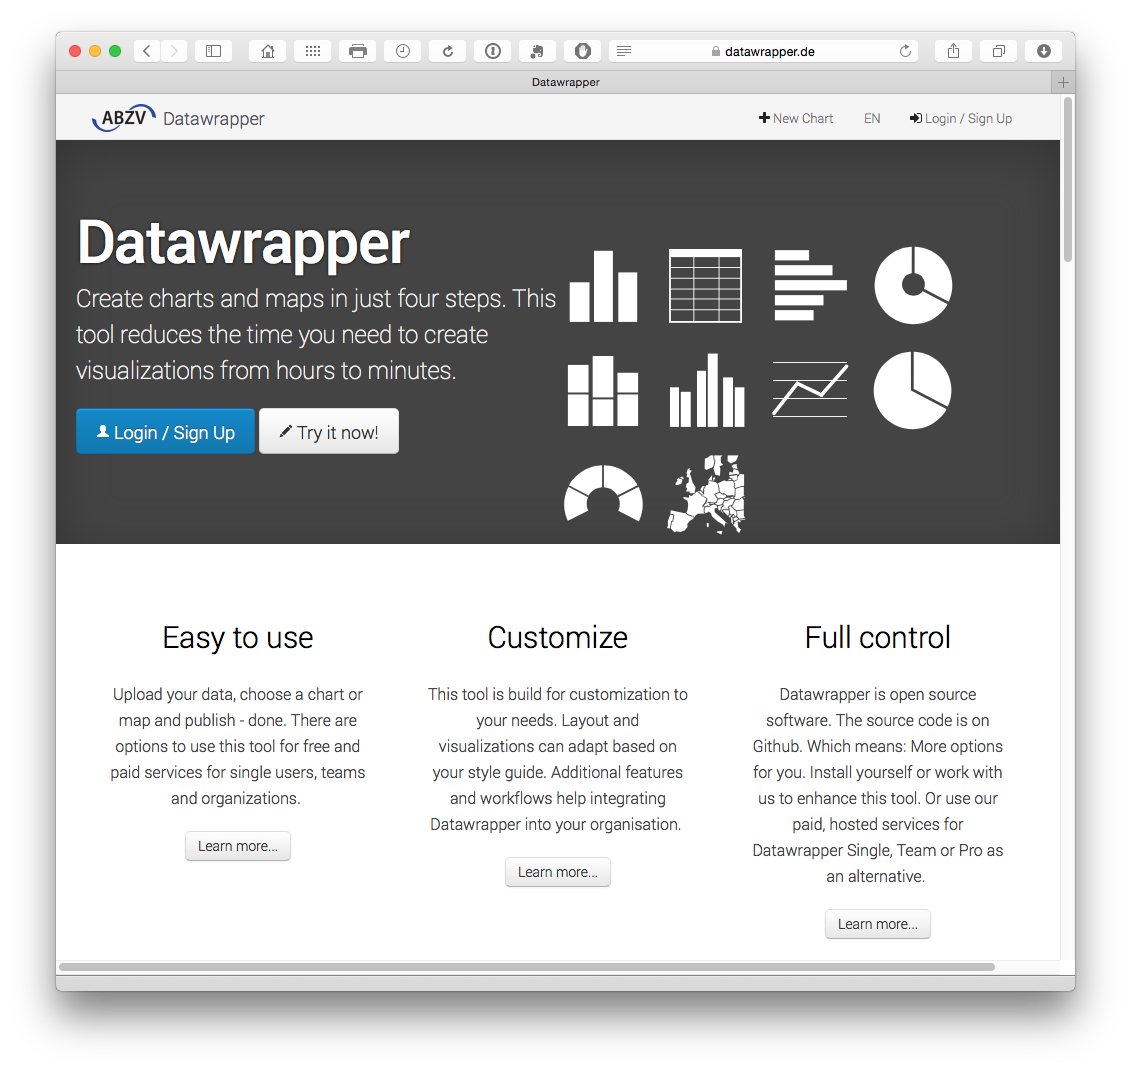 datawrapper.de
Datawrapper
ABZV Datawrapper
New Chart EN Login / Sign Up
Datawrapper
Create charts and maps in just four steps. This
tool reduces the time you need to create
visualizations from hours to minutes.
Login / Sign Up Try it now!
Easy to use
Upload your data, choose a chart or
map and publish - done. There are
options to use this tool for free and
paid services for single users, teams
and organizations.
Learn more...
Customize
This tool is build for customization to
your needs. Layout and
visualizations can adapt based on
your style guide. Additional features
and workflows help integrating
Datawrapper into your organisation.
Learn more...
Full control
Datawrapper is open source
software. The source code is on
Github. Which means: More options
for you. Install yourself or work with
us to enhance this tool. Or use our
paid, hosted services for
Datawrapper Single, Team or Pro as
an alternative.
Learn more...